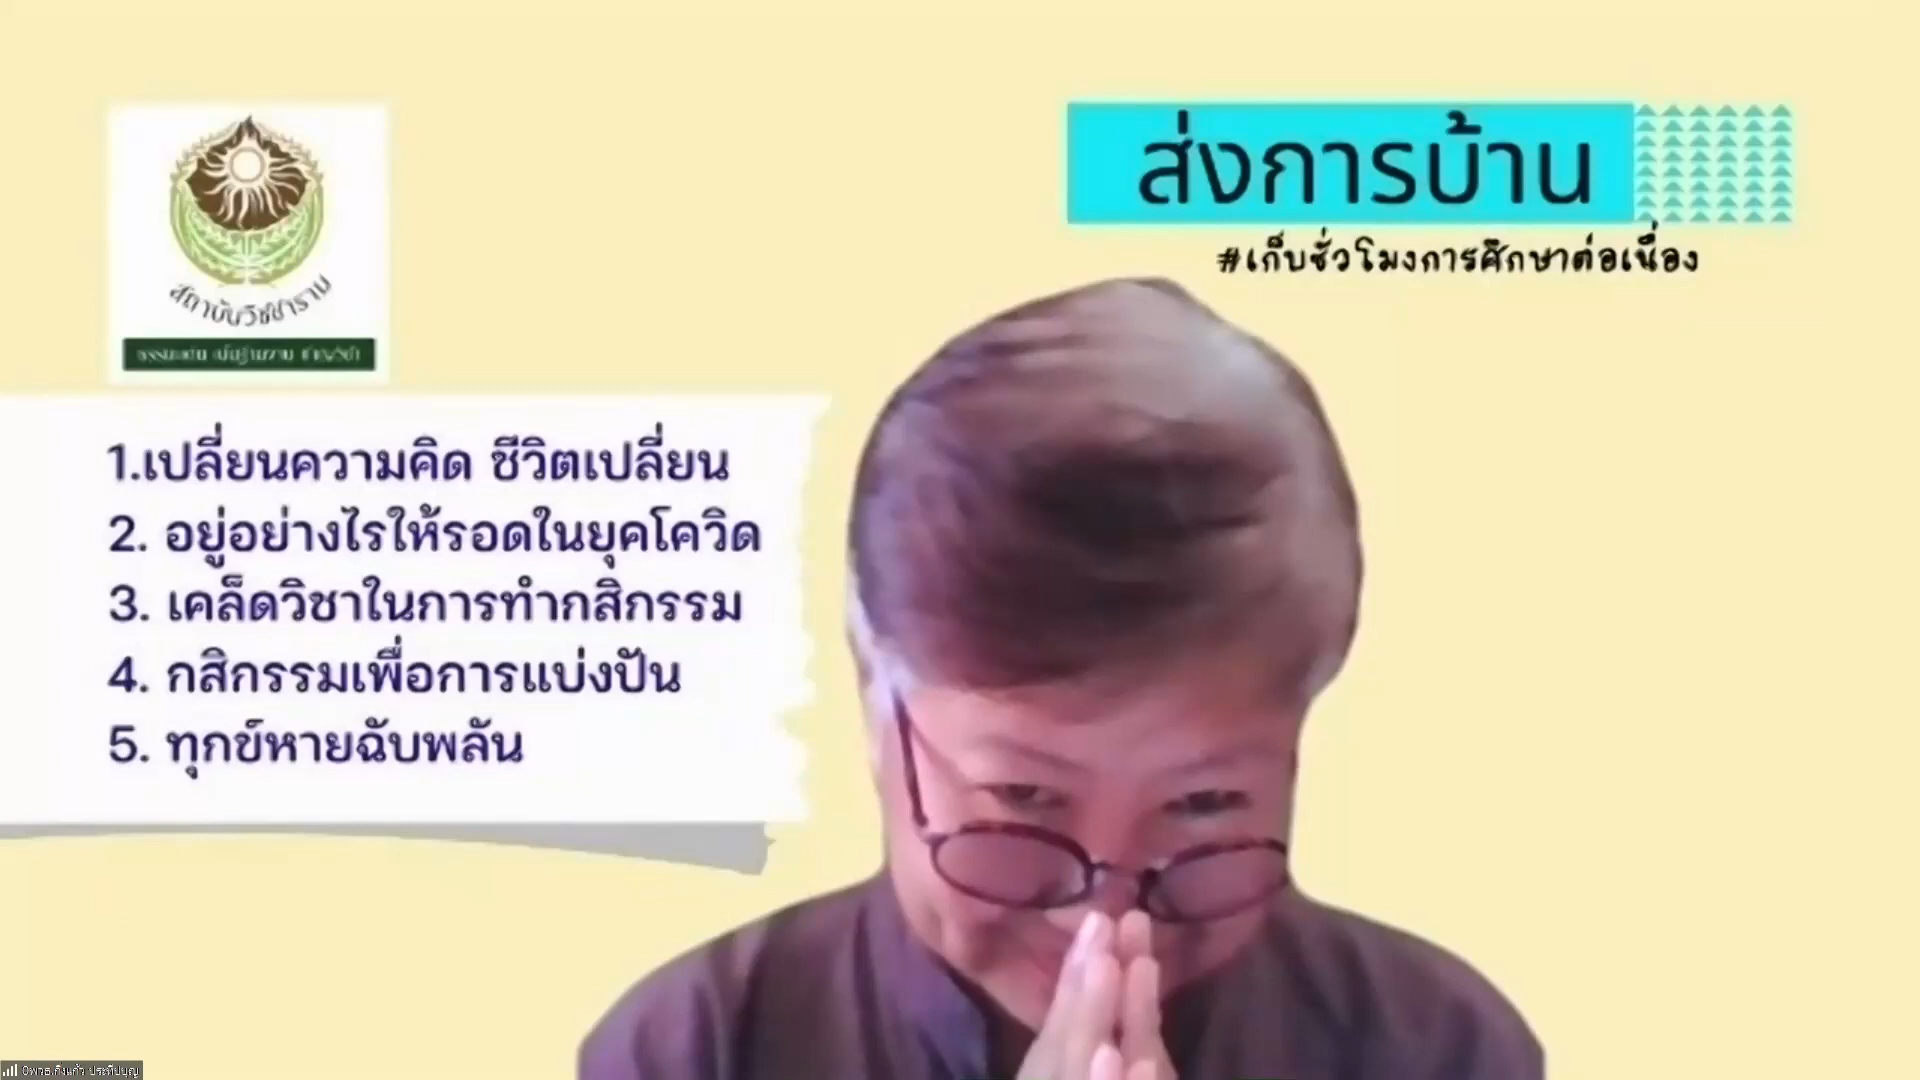 สถาบันวิชชาราม
ส่งการบ้าน
#เก็บชั่วโมงการศึกษาต่อเนื่อง
1.เปลี่ยนความคิด ชีวิตเปลี่ยน
2. อยู่อย่างไรให้รอดในยุคโควิด
3. เคล็ดวิชาในการทำกสิกรรม
4. กสิกรรมเพื่อการแบ่งปัน
5. ทุกข์หายฉับพลัน